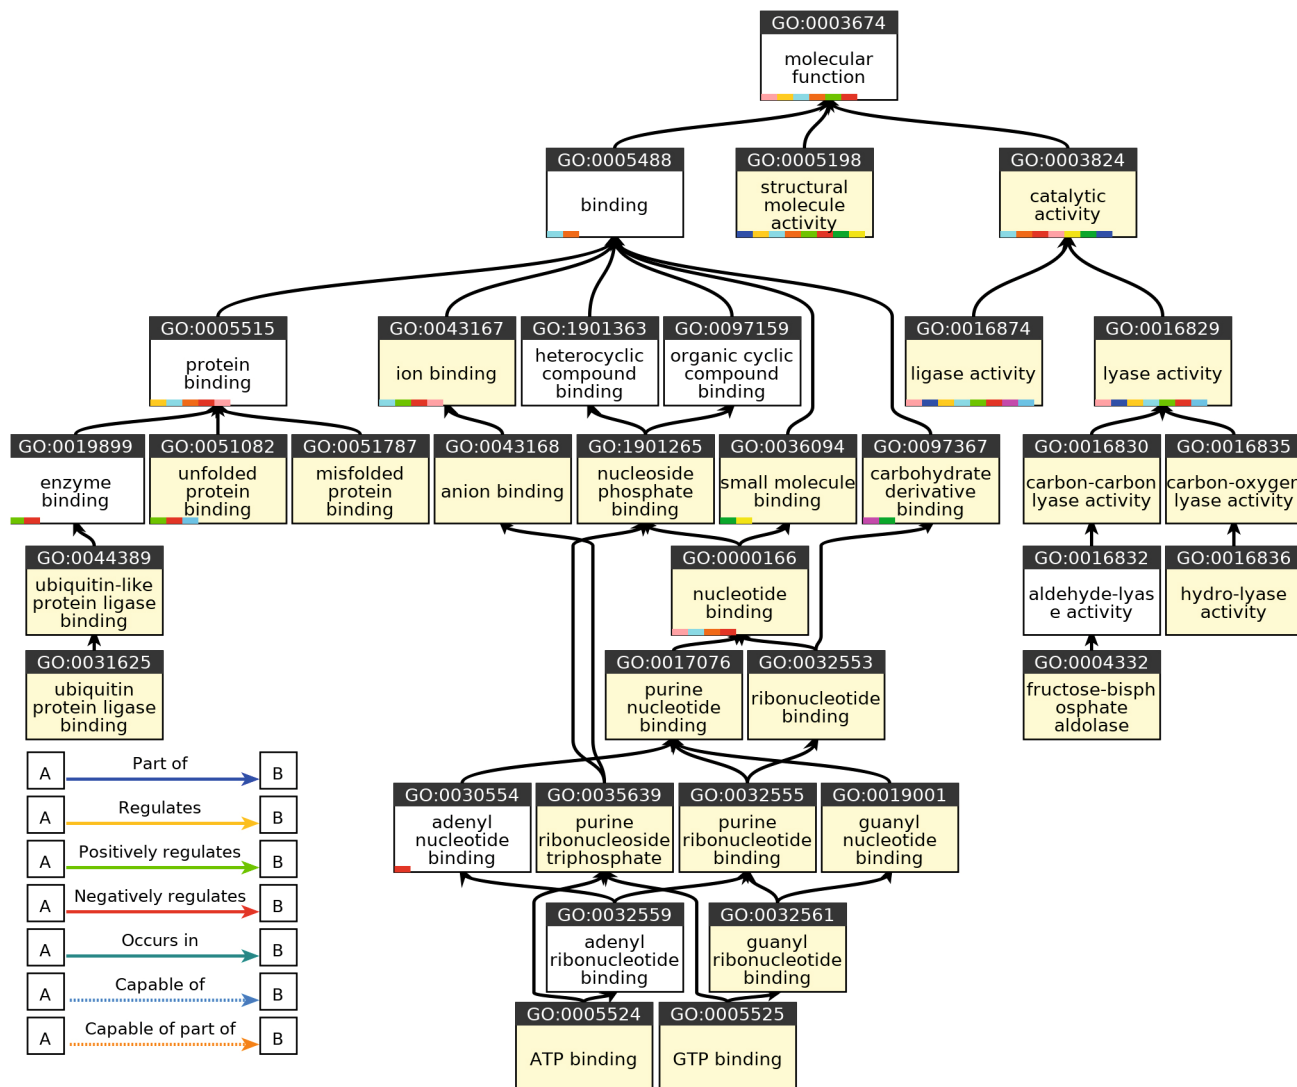 GO:0003674
molecular
function
GO:0005488
binding
GO:0005198
structural
molecule
activity
GO:0003824
catalytic
activity
GO:0005515
protein
binding
GO:0043167
ion binding
GO:1901363
heterocyclic
compound
binding
GO:0097159
organic cyclic
compound
binding
GO:0016874
ligase activity
GO:0016829
lyase activity
GO:0019899
enzyme
binding
GO:0051082
unfolded
protein
binding
GO:0051787
misfolded
protein
binding
GO:0043168
anion binding
GO:1901265
nucleoside
phosphate
binding
GO:0036094
small molecule
binding
GO:0097367
carbohydrate
derivative
binding
GO:0016830
carbon-carbon
lyase activity
GO:0016835
carbon-oxygen
lyase activity
GO:0044389
ubiquitin-like
protein ligase
binding
GO:0000166
nucleotide
binding
GO:0016832
aldehyde-lyas
e activity
GO:0016836
hydro-lyase
activity
GO:0031625
ubiquitin
protein ligase
binding
GO:0017076
purine
nucleotide
binding
GO:0032553
ribonucleotide
binding
GO:0004332
fructose-bisph
osphate
aldolase
GO:0030554
adenyl
nucleotide
binding
GO:0035639
purine
ribonucleoside
triphosphate
GO:0032555
purine
ribonucleotide
binding
GO:0019001
guanyl
nucleotide
binding
GO:0032559
adenyl
ribonucleotide
binding
GO:0032561
guanyl
ribonucleotide
binding
GO:0005524
ATP binding
GO:0005525
GTP binding
A Part of B
A Regulates B
A Positively regulates B
A Negatively regulates B
A Occurs in B
A Capable of B
A Capable of part of B